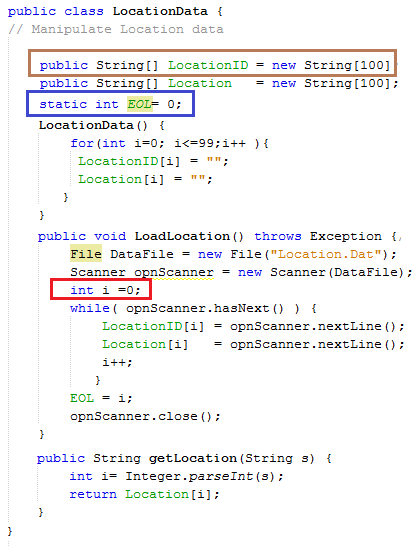 public class LocationData {
// Manipulate Location data
public String[] LocationID = new String[100]
public String[] Location   = new String[100];
static int EOL= 0;
LocationData() {
for(int i=0; i<=99;i++ ){
LocationID[i] = "";
Location[i] = "";
}
}
public void LoadLocation() throws Exception {
File DataFile = new File("Location.Dat");
Scanner opnScanner = new Scanner(DataFile);
int i =0;
while( opnScanner.hasNext() ) {
LocationID[i] = opnScanner.nextLine();
Location[i]   = opnScanner.nextLine();
i++;
}
EOL = i;
opnScanner.close();
}
public String getLocation(String s) {
int i= Integer.parseInt(s);
return Location[i];
}
}